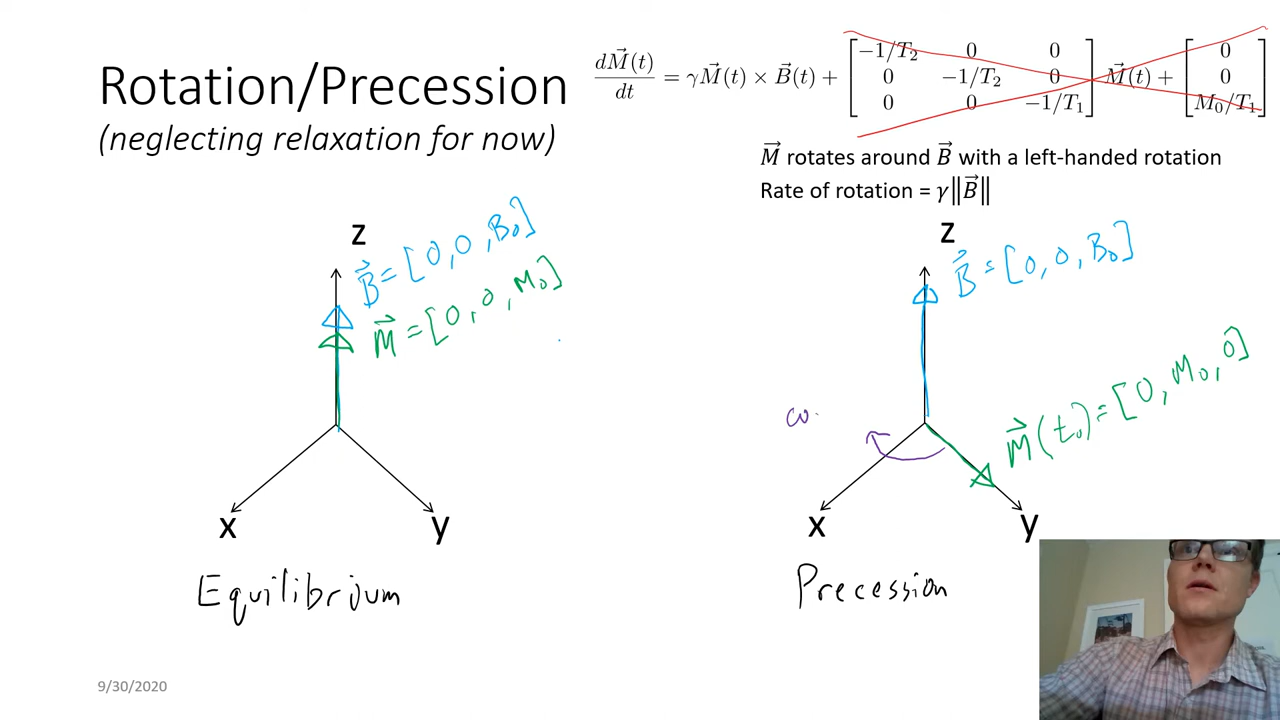 Rotation/Precession
(neglecting relaxation for now)
dM⃗(t)/dt = γM⃗(t) × B⃗(t) + [−1/T₂ 0 0; 0 −1/T₂ 0; 0 0 −1/T₁] M⃗(t) + [0; 0; M₀/T₁]
M⃗ rotates around B⃗ with a left-handed rotation
Rate of rotation = γ‖B⃗‖
z
B⃗=[0,0,B₀]
M⃗=[0,0,M₀]
x
y
Equilibrium
z
B⃗=[0,0,B₀]
M⃗(t₀)=[0,M₀,0]
ω
x
y
Precession
9/30/2020